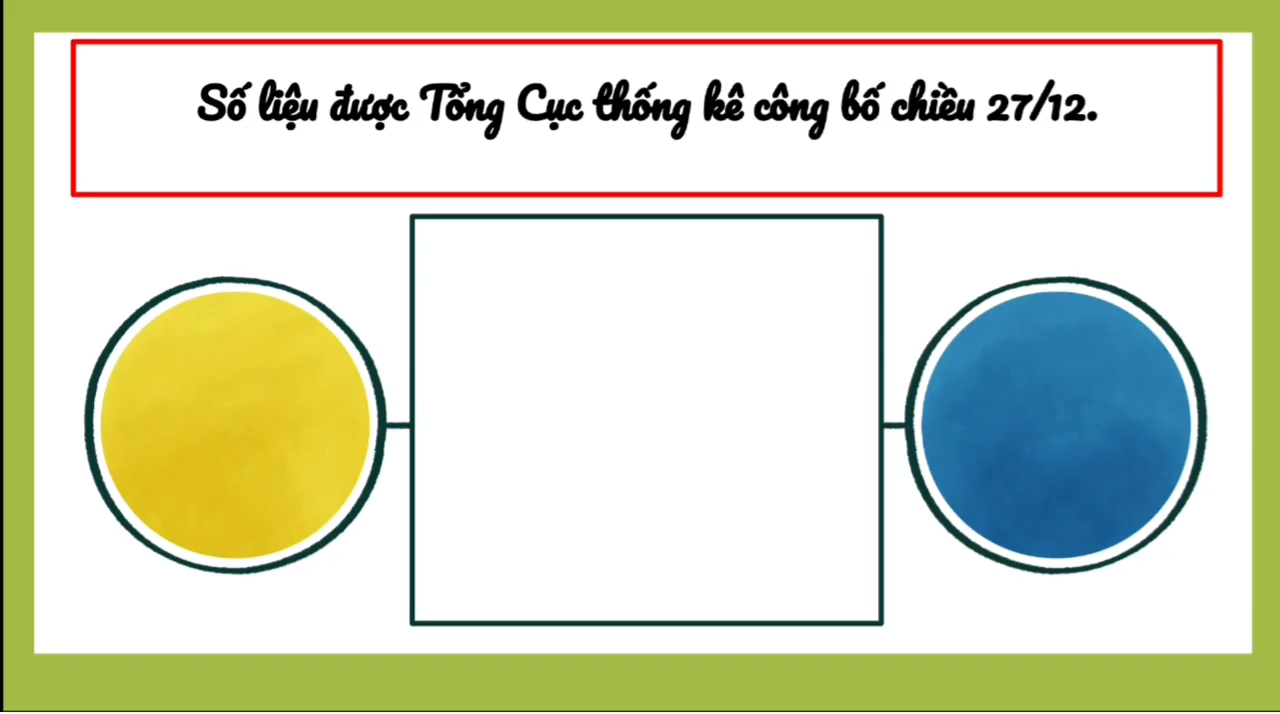 Số liệu được Tổng Cục thống kê công bố chiều 27/12.